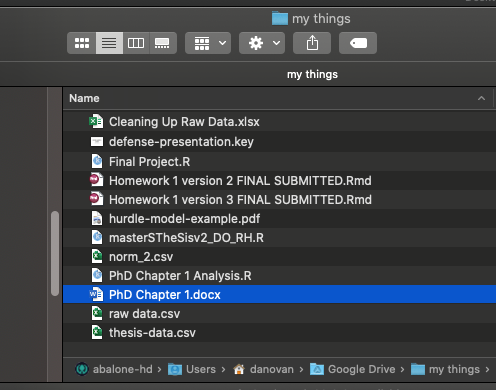 my things
my things
Name
Cleaning Up Raw Data.xlsx
defense-presentation.key
Final Project.R
Homework 1 version 2 FINAL SUBMITTED.Rmd
Homework 1 version 3 FINAL SUBMITTED.Rmd
hurdle-model-example.pdf
masterSTheSisv2_DO_RH.R
norm_2.csv
PhD Chapter 1 Analysis.R
PhD Chapter 1.docx
raw data.csv
thesis-data.csv
abalone-hd Users danovan Google Drive my things